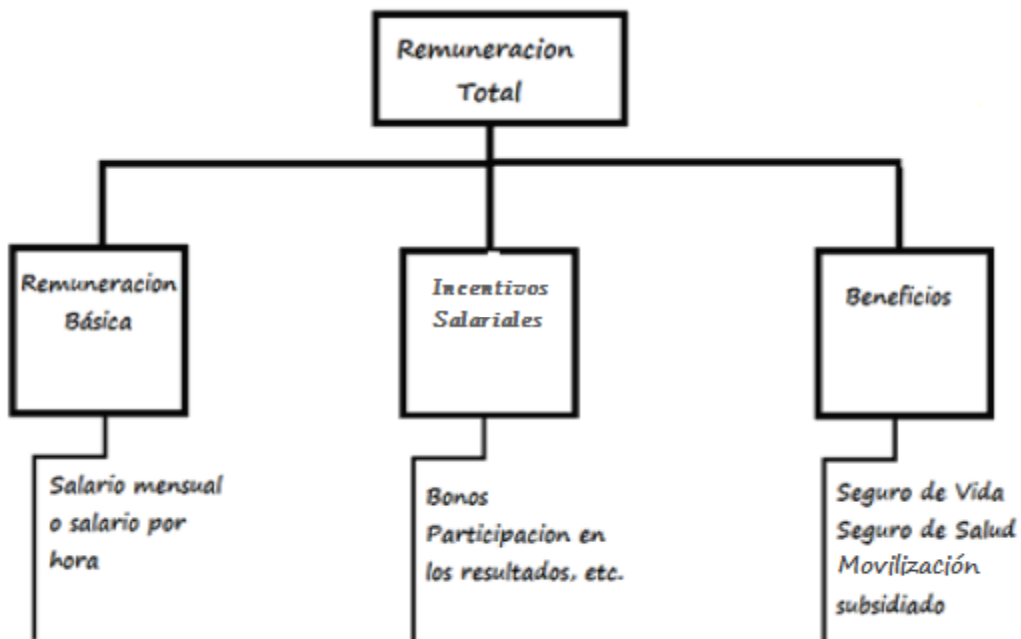 Remuneracion
Total
Remuneracion
Básica
Incentivos
Salariales
Beneficios
Salario mensual
o salario por
hora
Bonos
Participacion en
los resultados, etc.
Seguro de Vida
Seguro de Salud
Movilización
subsidiado